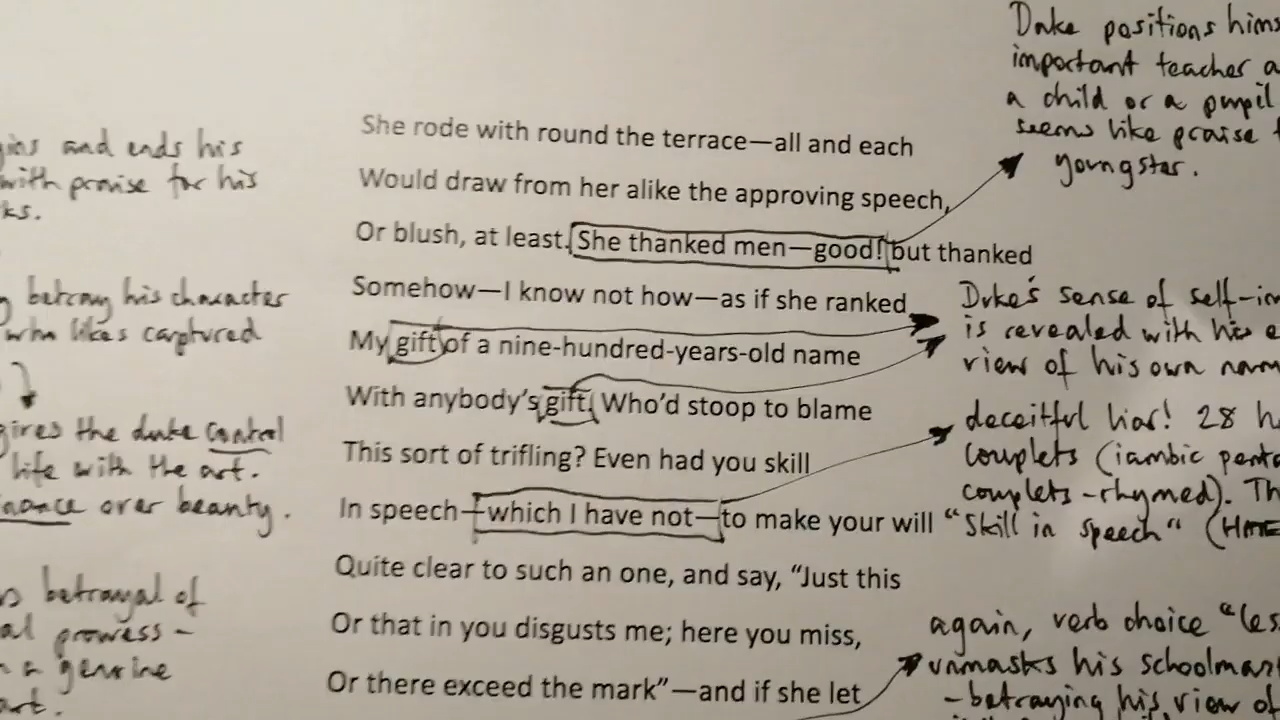 ins and ends his
with praise for his
ks.
betray his character
who likes captured
gives the duke control
life with the art.
nance over beauty.
betrayal of
al prowess -
a genuine
art.
She rode with round the terrace—all and each
Would draw from her alike the approving speech,
Or blush, at least. She thanked men—good! but thanked
Somehow—I know not how—as if she ranked
My gift of a nine-hundred-years-old name
With anybody’s gift. Who’d stoop to blame
This sort of trifling? Even had you skill
In speech—which I have not—to make your will
Quite clear to such an one, and say, “Just this
Or that in you disgusts me; here you miss,
Or there exceed the mark”—and if she let
Duke positions hims
important teacher a
a child or a pupil
seems like praise
youngster.
Duke's sense of self-im
is revealed with his e
view of his own nam
deceitful liar! 28 h
couplets (iambic penta
couplets - rhymed). Th
"Skill in speech" (
again, verb choice "les
unmasks his schoolman
- betraying his view of